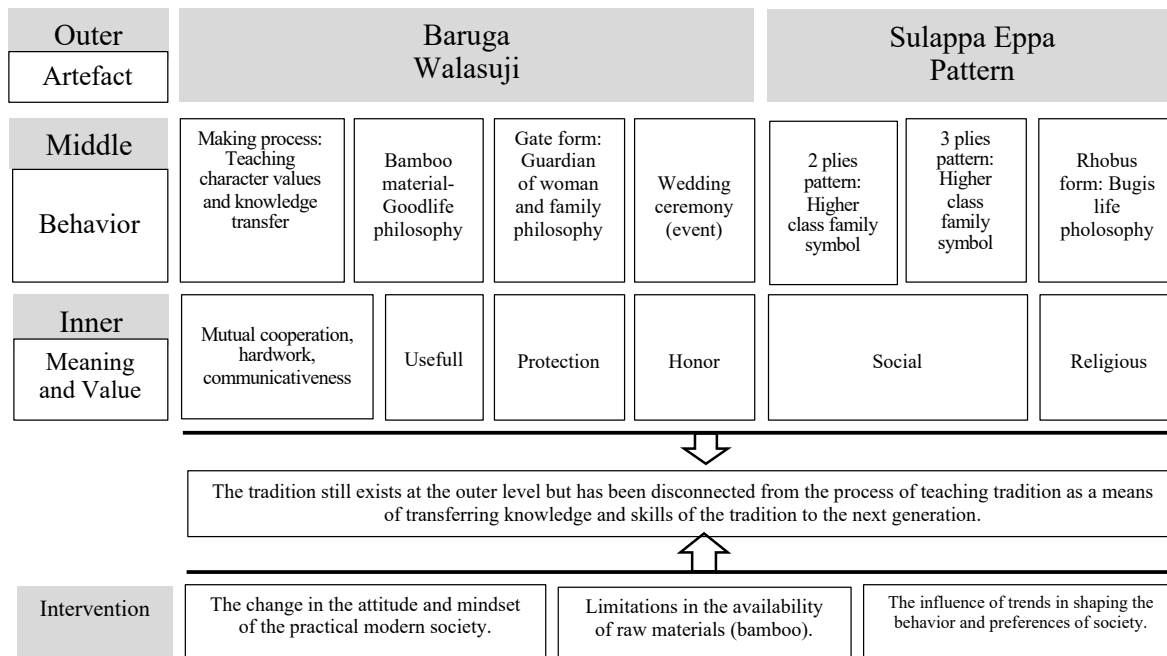 Outer
Artefact
Baruga
Walasuji
Sulappa Eppa
Pattern
Middle
Behavior
Making process:
Teaching
character values
and knowledge
transfer
Bamboo
material-
Goodlife
philosophy
Gate form:
Guardian
of woman
and family
philosophy
Wedding
ceremony
(event)
2 plies
pattern:
Higher
class family
symbol
3 plies
pattern:
Higher
class
family
symbol
Rhobus
form: Bugis
life
pholosophy
Inner
Meaning
and Value
Mutual cooperation,
hardwork,
communicativeness
Usefull
Protection
Honor
Social
Religious
The tradition still exists at the outer level but has been disconnected from the process of teaching tradition as a means
of transferring knowledge and skills of the tradition to the next generation.
Intervention
The change in the attitude and mindset
of the practical modern society.
Limitations in the availability
of raw materials (bamboo).
The influence of trends in shaping the
behavior and preferences of society.